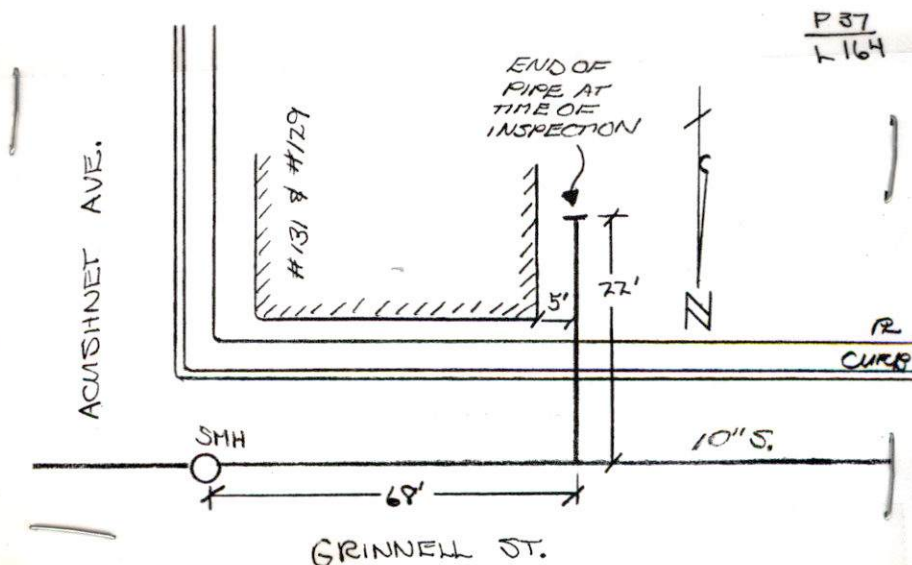 P 37
L 164
END OF
PIPE AT
TIME OF
INSPECTION
ACUSHNET AVE.
#131 & #129
5'
22'
N
PL
CURB
SMH
10" S.
68'
GRINNELL ST.